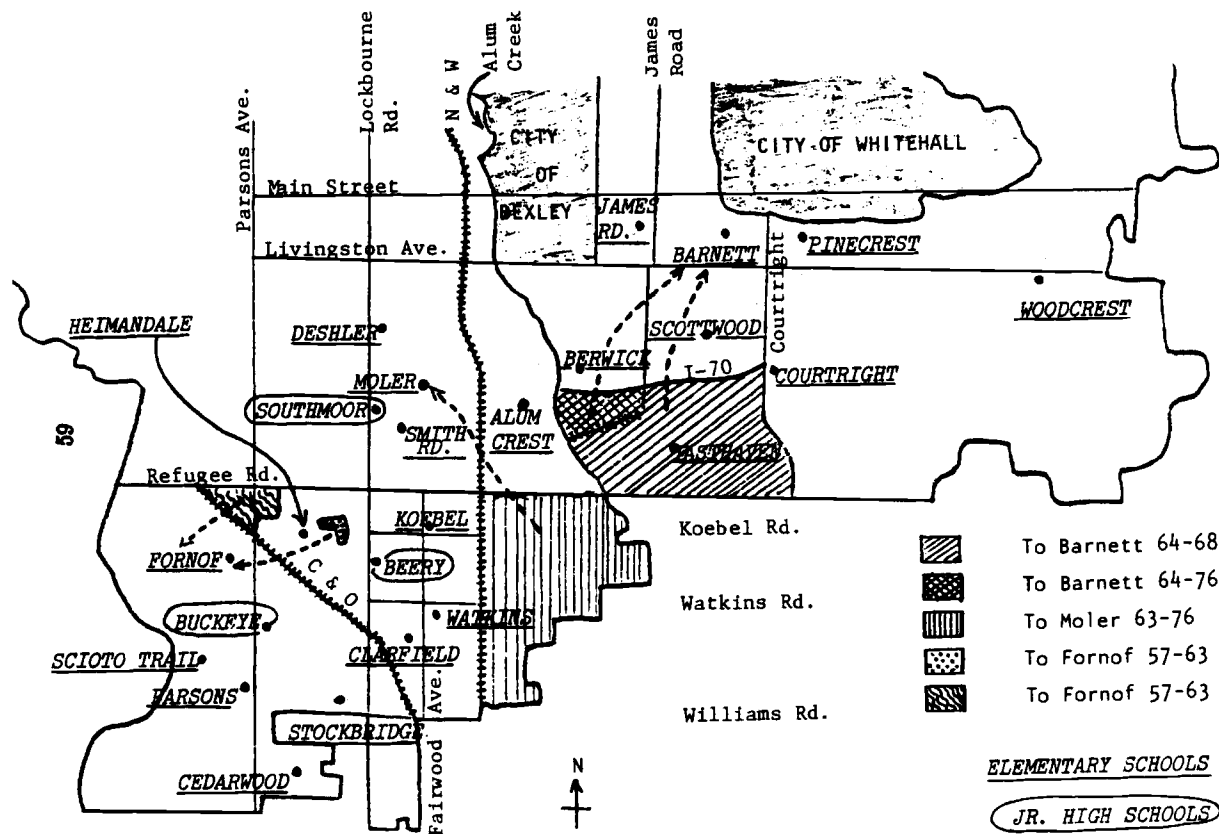 Parsons Ave.
Lockbourne
Rd.
N & W
Alum
Creek
James
Road
CITY
OF
BEXLEY
CITY OF WHITEHALL
Main Street
JAMES
RD.
BARNETT
PINECREST
Livingston Ave.
Courtright
WOODCREST
HEIMANDALE
DESHLER
SCOTTWOOD
BERWICK
I-70
COURTRIGHT
MOLER
SOUTHMOOR
ALUM
CREST
SMITH
RD.
EASTHAVEN
59
Refugee Rd.
KOEBEL
Koebel Rd.
FORNOF
C & O
BEERY
BUCKEYE
WATKINS
Watkins Rd.
CLARFIELD
SCIOTO TRAIL
PARSONS
STOCKBRIDGE
Williams Rd.
CEDARWOOD
Fairwood Ave.
N
To Barnett 64-68
To Barnett 64-76
To Moler 63-76
To Fornof 57-63
To Fornof 57-63
ELEMENTARY SCHOOLS
JR. HIGH SCHOOLS